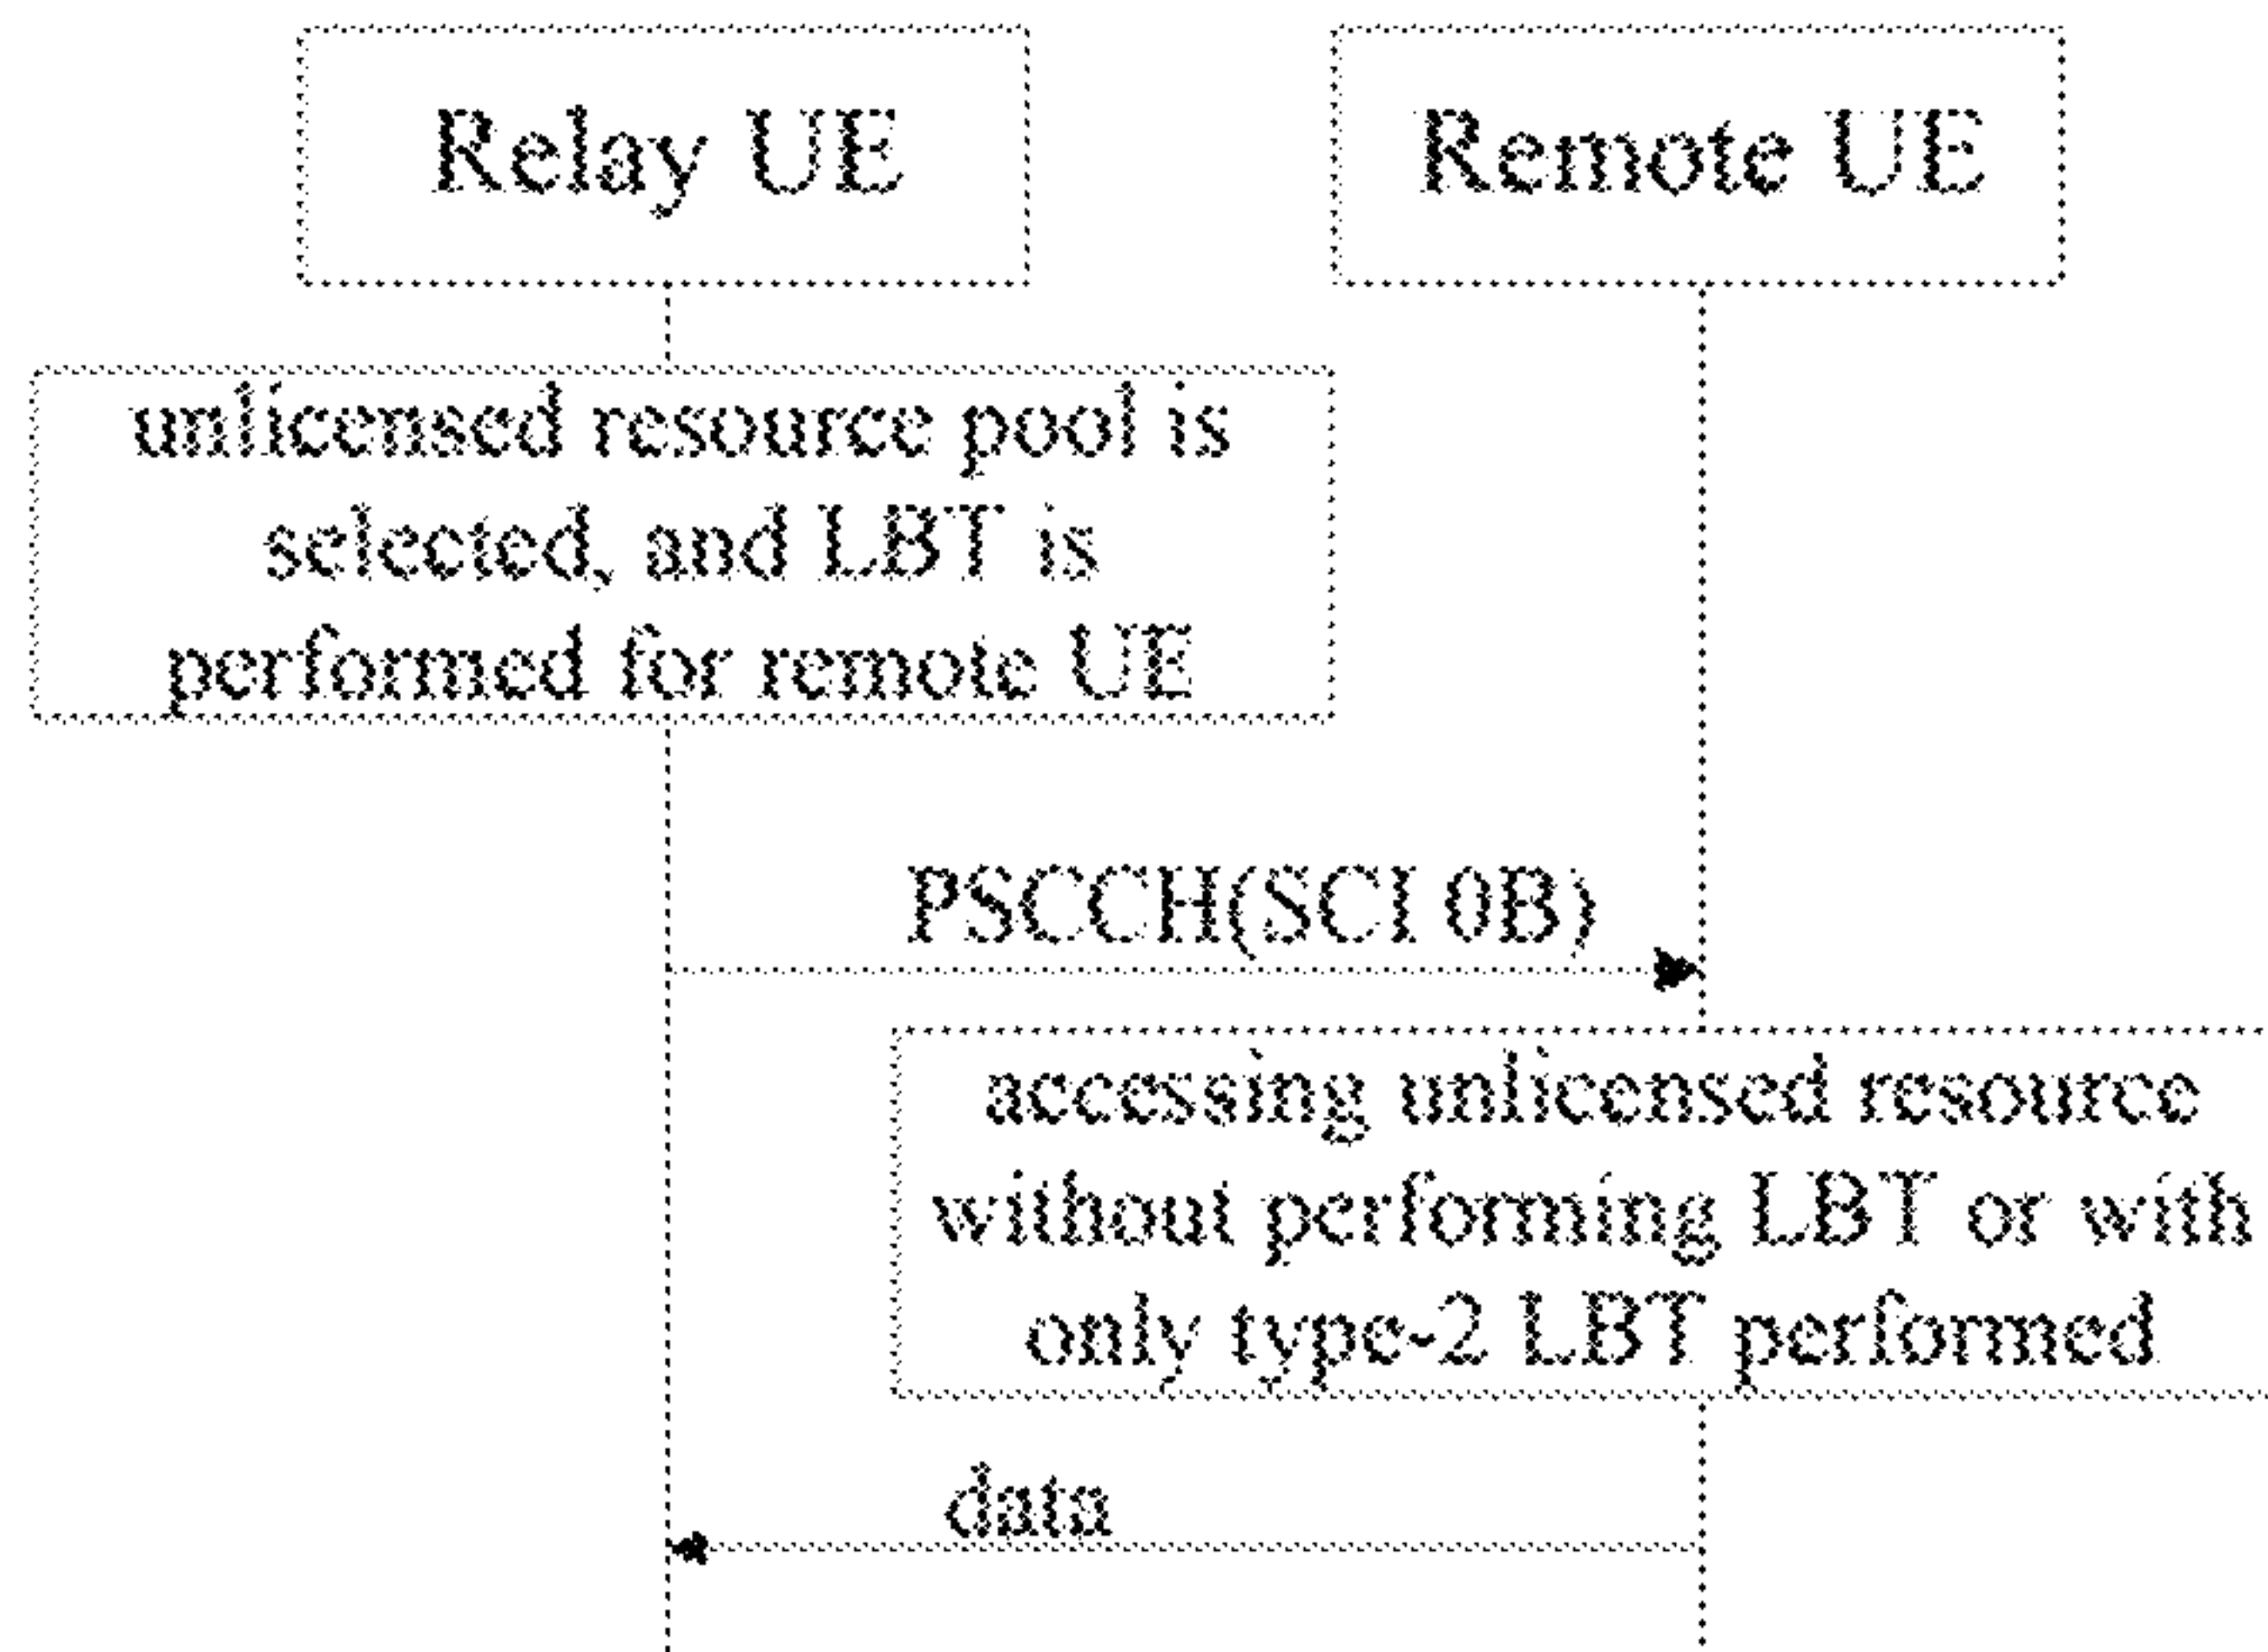 Relay UE
Remote UE
unlicensed resource pool is
selected, and LBT is
performed for remote UE
PSCCH(SCI 0B)
accessing unlicensed resource
without performing LBT or with
only type-2 LBT performed
data